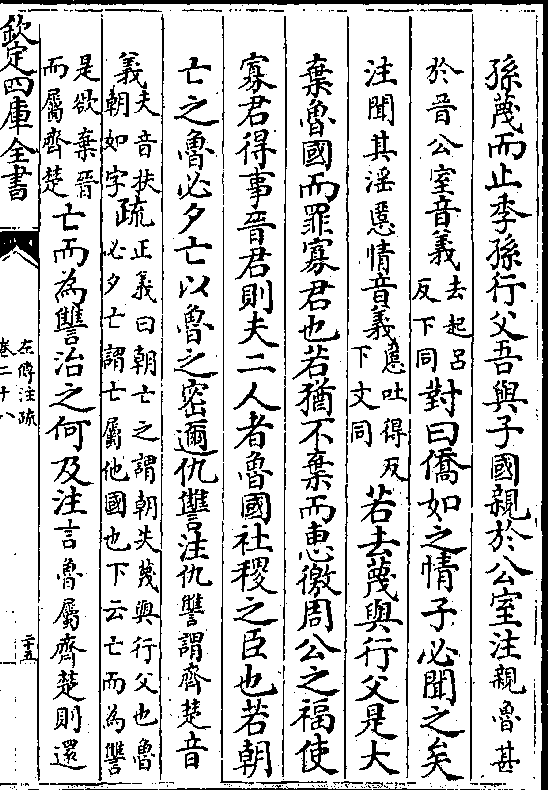 孫蔑而止季孫行父吾與子國親於公室注親魯甚
於晉公室音義去起呂反下同對曰僑如之情子必聞之矣
注聞其淫慝情音義慝吐得反下文同若去蔑與行父是大
棄魯國而罪寡君也若猶不棄而惠徼周公之福使
寡君得事晉君則夫二人者魯國社稷之臣也若朝
亡之魯必夕亡以魯之密邇仇讐注仇讐謂齊楚音
義夫音扶朝如字疏正義曰朝亡之謂朝失蔑與行父也魯必夕亡謂亡屬他國也下云亡而為讐
是欲棄晉而屬齊楚亡而為讐治之何及注言魯屬齊楚則還
欽定四庫全書
左傳注疏
卷二十八
二十五